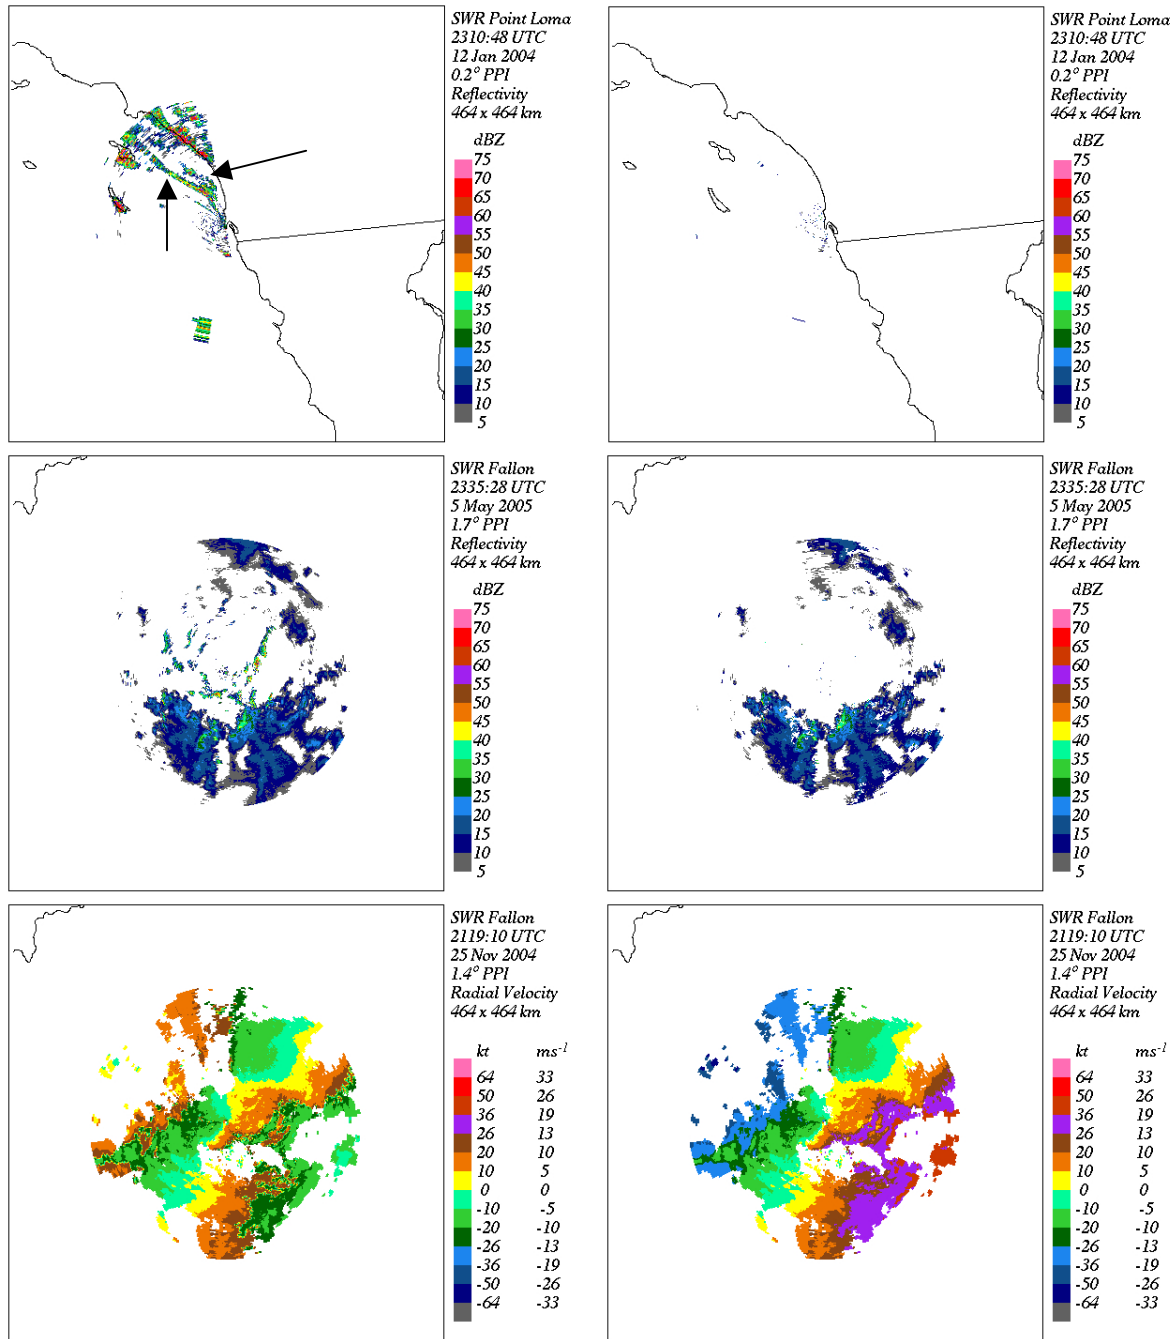 SWR Point Loma
2310:48 UTC
12 Jan 2004
0.2° PPI
Reflectivity
464 x 464 km
dBZ
75
70
65
60
55
50
45
40
35
30
25
20
15
10
5
SWR Point Loma
2310:48 UTC
12 Jan 2004
0.2° PPI
Reflectivity
464 x 464 km
dBZ
75
70
65
60
55
50
45
40
35
30
25
20
15
10
5
SWR Fallon
2335:28 UTC
5 May 2005
1.7° PPI
Reflectivity
464 x 464 km
dBZ
75
70
65
60
55
50
45
40
35
30
25
20
15
10
5
SWR Fallon
2335:28 UTC
5 May 2005
1.7° PPI
Reflectivity
464 x 464 km
dBZ
75
70
65
60
55
50
45
40
35
30
25
20
15
10
5
SWR Fallon
2119:10 UTC
25 Nov 2004
1.4° PPI
Radial Velocity
464 x 464 km
kt ms⁻¹
64 33
50 26
36 19
26 13
20 10
10 5
0 0
-10 -5
-20 -10
-26 -13
-36 -19
-50 -26
-64 -33
SWR Fallon
2119:10 UTC
25 Nov 2004
1.4° PPI
Radial Velocity
464 x 464 km
kt ms⁻¹
64 33
50 26
36 19
26 13
20 10
10 5
0 0
-10 -5
-20 -10
-26 -13
-36 -19
-50 -26
-64 -33